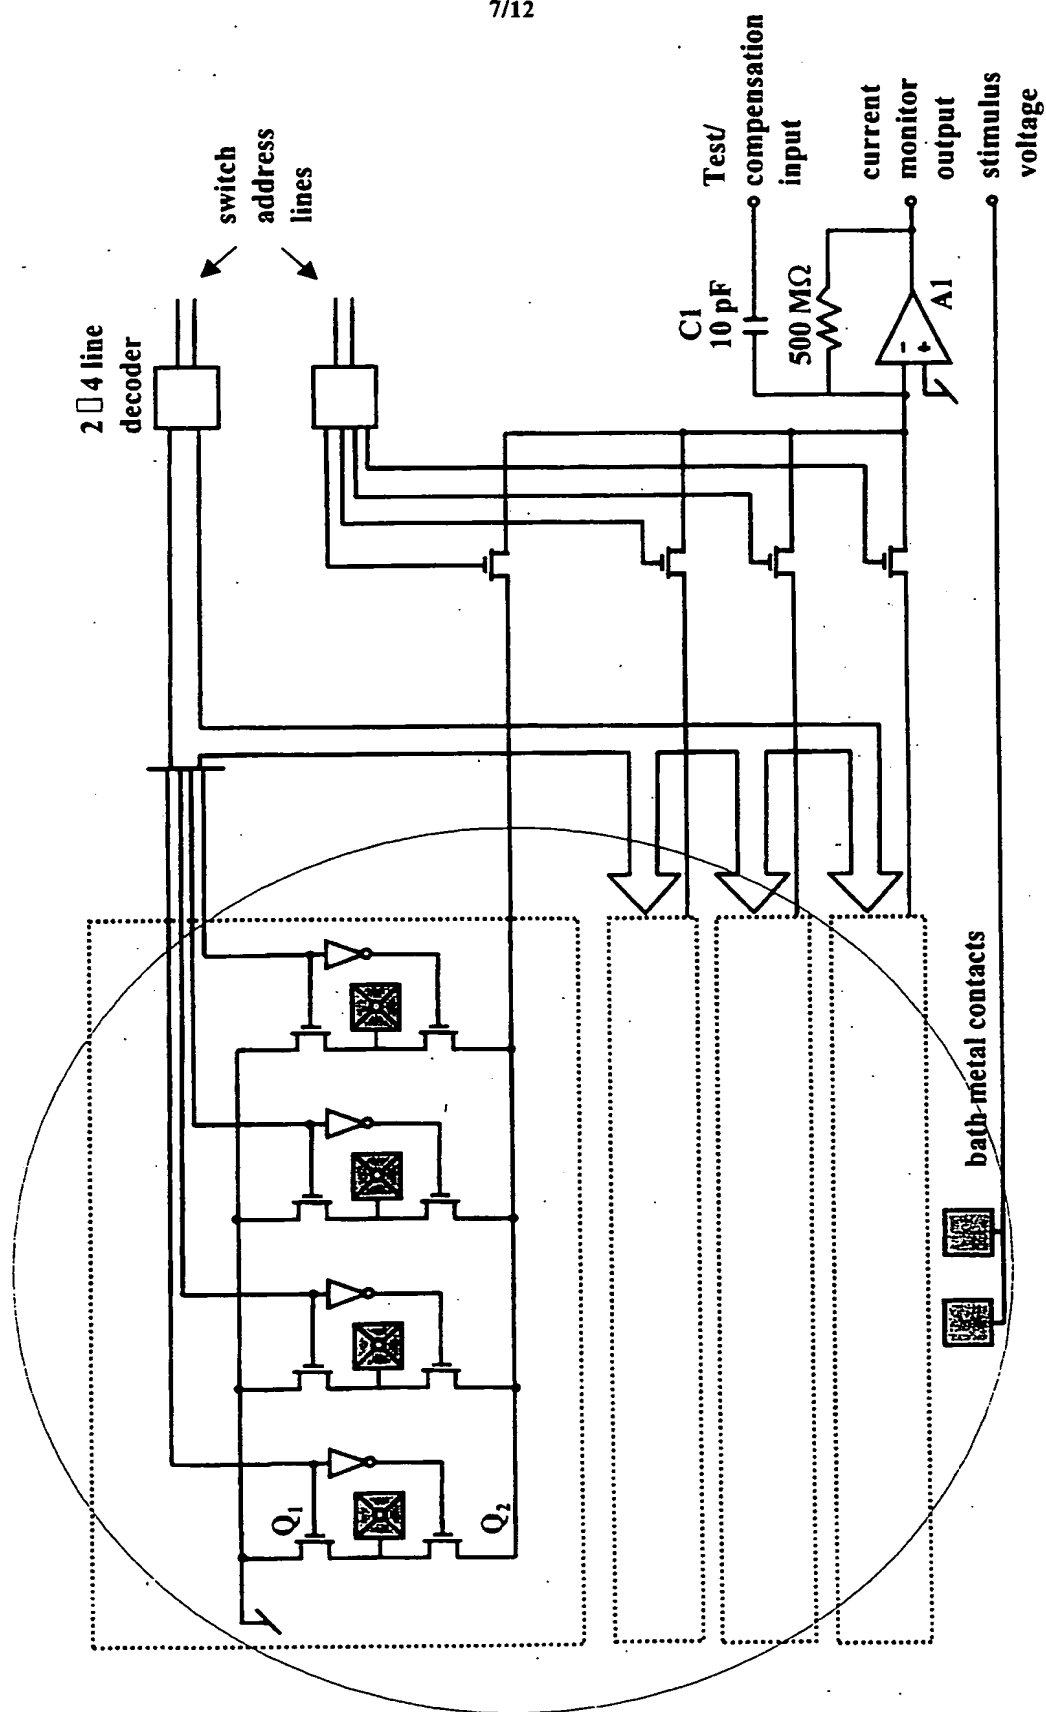 7/12
switch
address
lines
2 □ 4 line
decoder
Test/
compensation
input
C1
10 pF
500 MΩ
current
monitor
output
stimulus
voltage
−
+
A1
Q1
Q2
bath-metal contacts